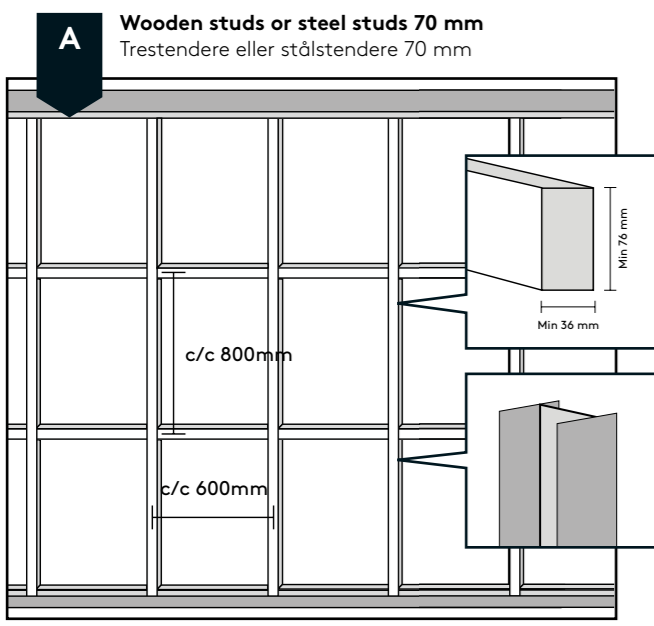 A
Wooden studs or steel studs 70 mm
Trestendere eller stålstendere 70 mm
Min 76 mm
Min 36 mm
c/c 800mm
c/c 600mm